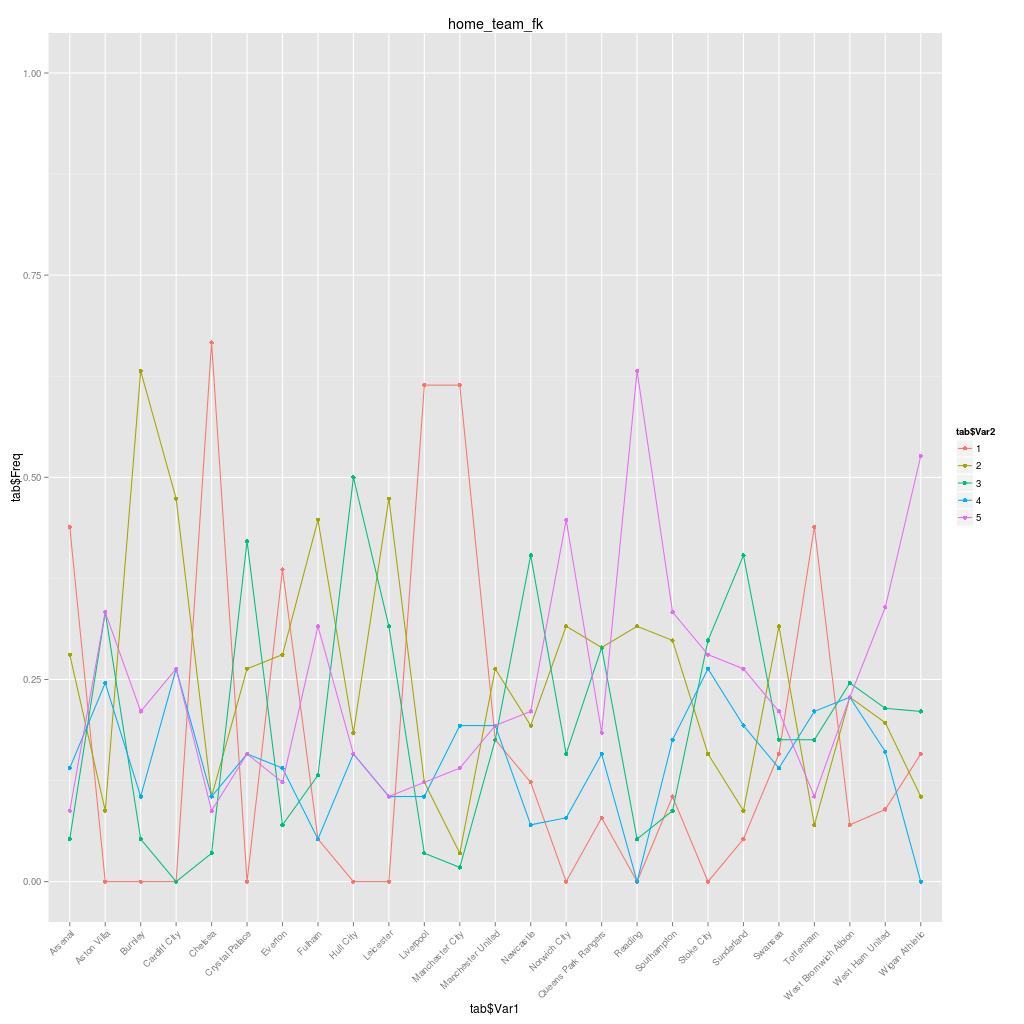 home_team_fk
1.00
0.75
0.50
0.25
0.00
tab$Freq
Arsenal
Aston Villa
Burnley
Cardiff City
Chelsea
Crystal Palace
Everton
Fulham
Hull City
Leicester
Liverpool
Manchester City
Manchester United
Newcastle
Norwich City
Queens Park Rangers
Reading
Southampton
Stoke City
Sunderland
Swansea
Tottenham
West Bromwich Albion
West Ham United
Wigan Athletic
tab$Var1
tab$Var2
1
2
3
4
5